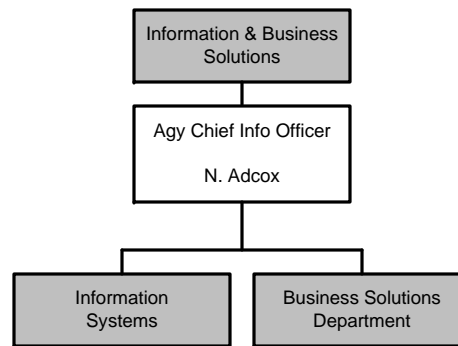 Information & Business
Solutions
Agy Chief Info Officer
N. Adcox
Information
Systems
Business Solutions
Department